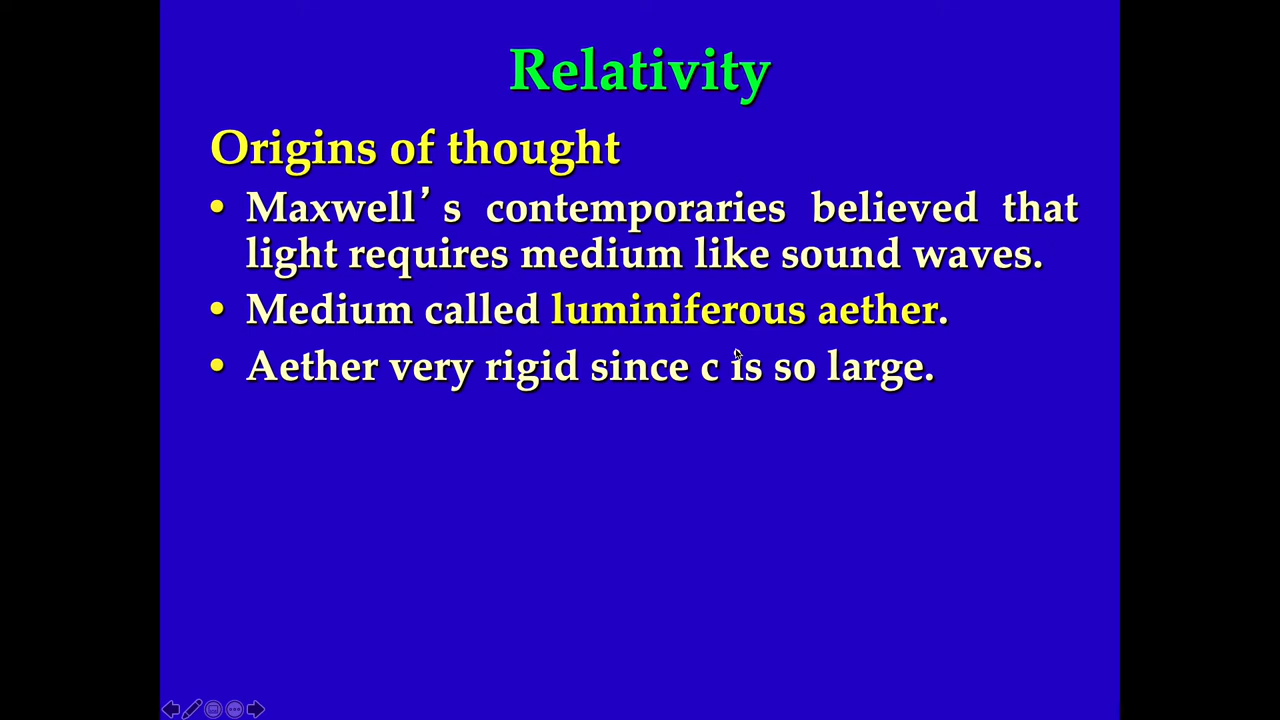 Relativity
Origins of thought
• Maxwell’s contemporaries believed that
light requires medium like sound waves.
• Medium called luminiferous aether.
• Aether very rigid since c is so large.